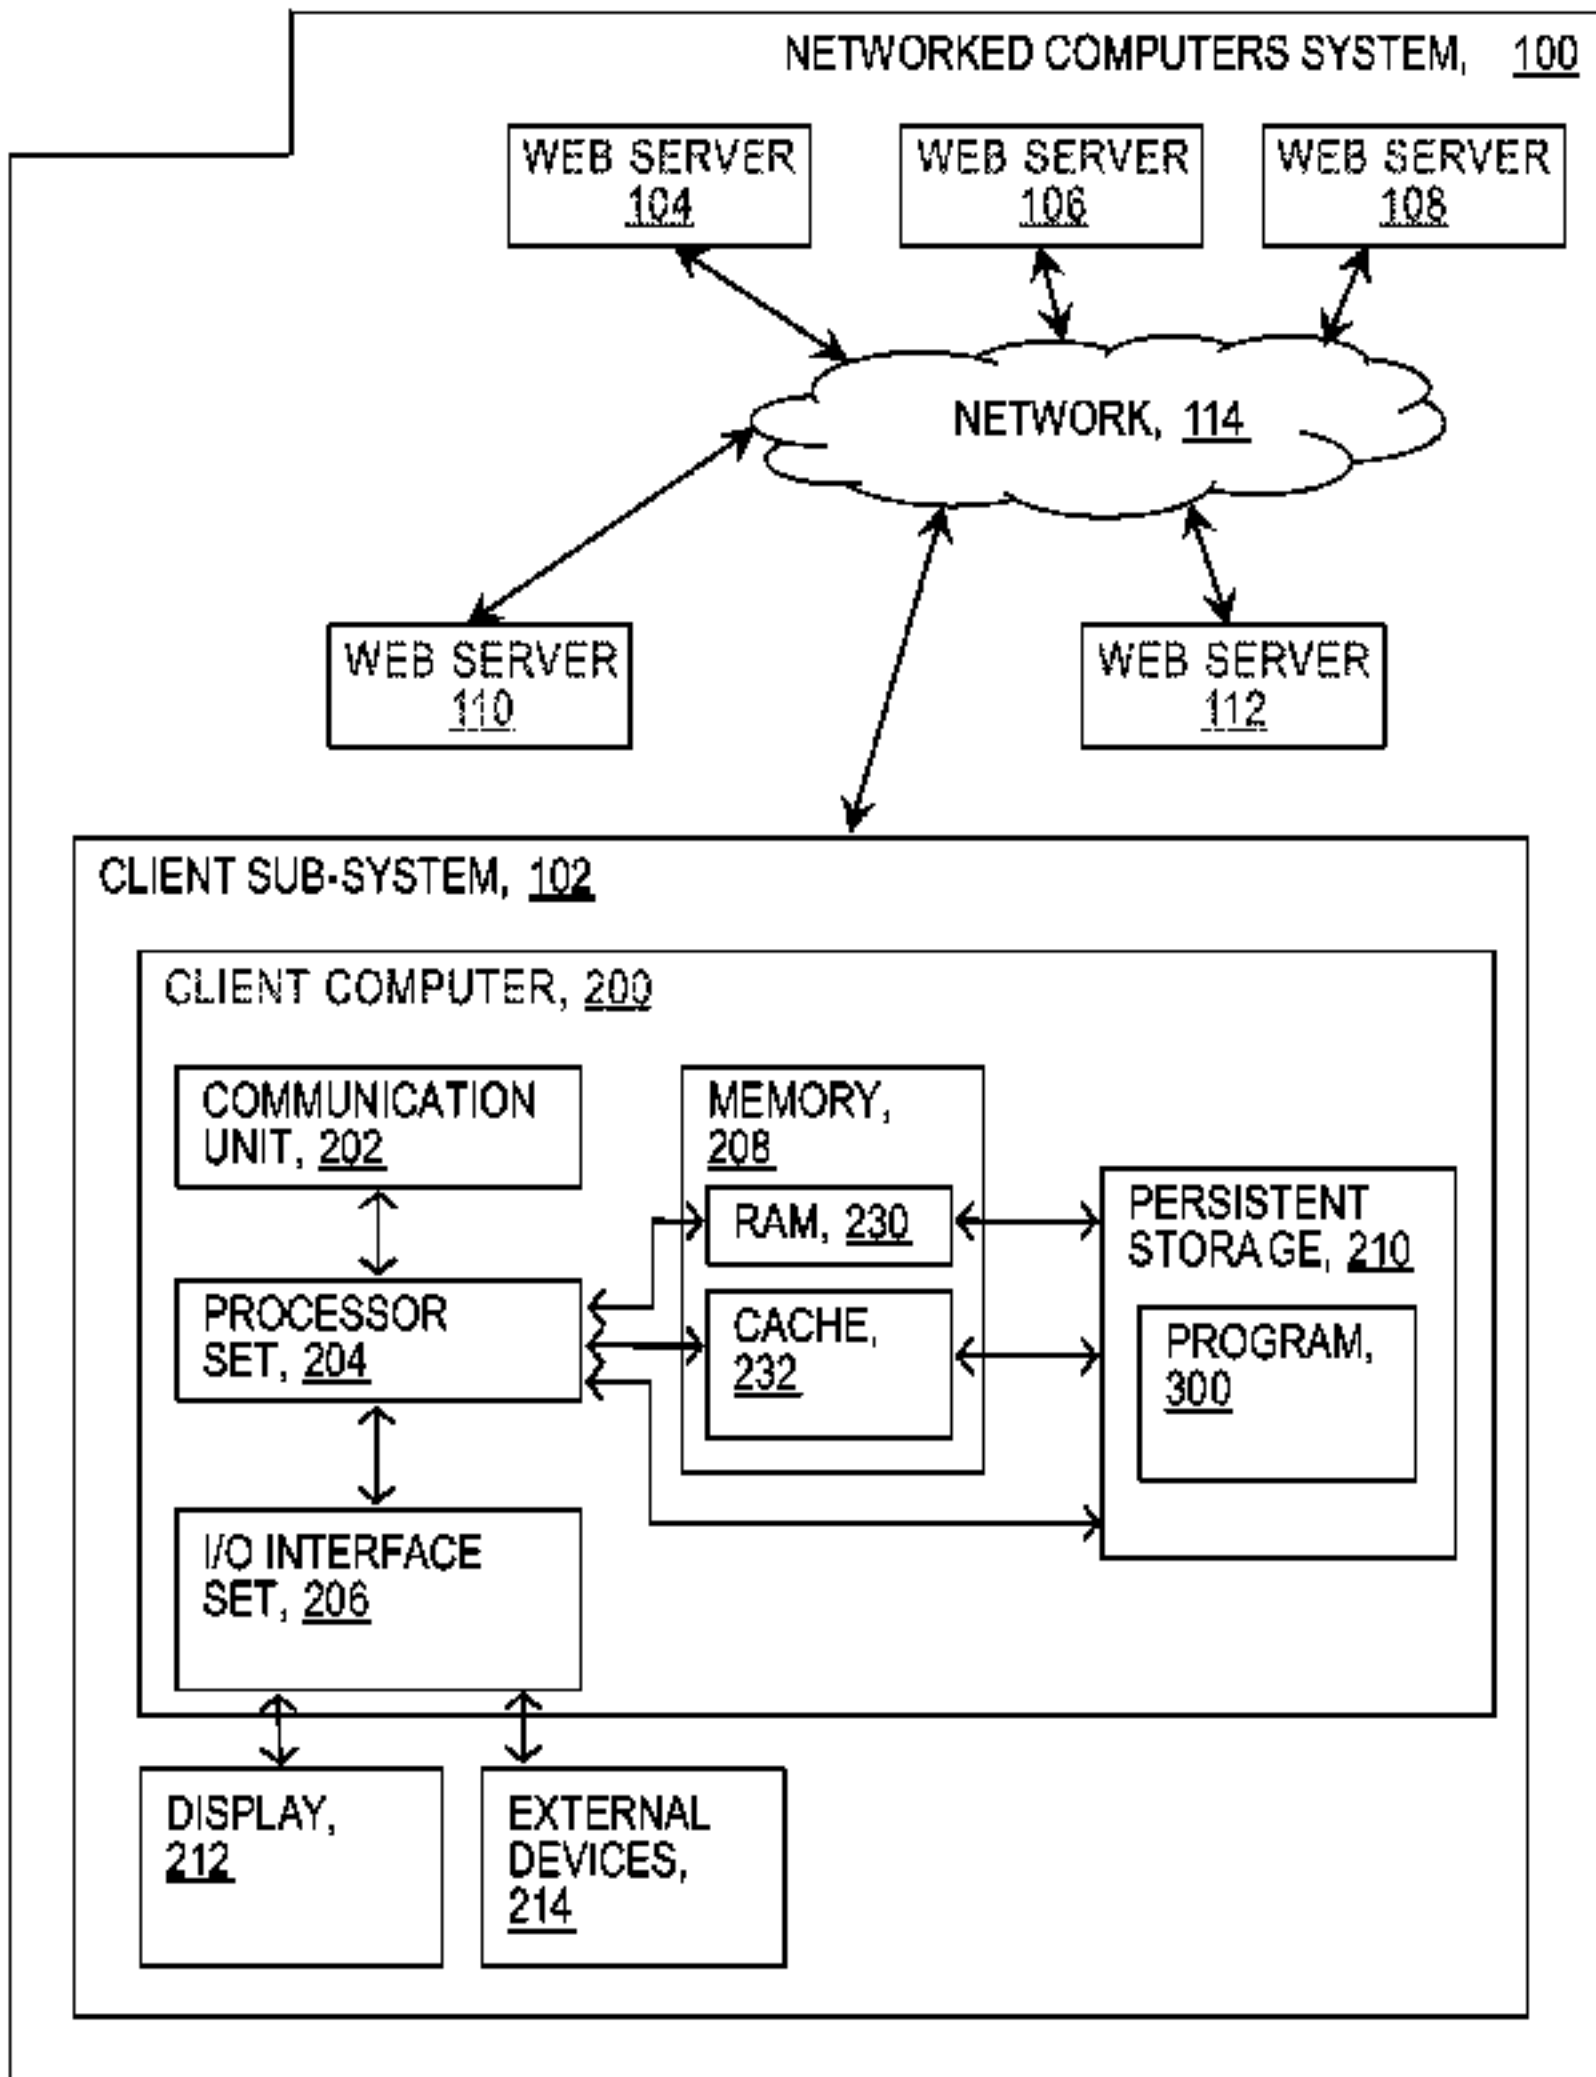 NETWORKED COMPUTERS SYSTEM, 100
WEB SERVER
104
WEB SERVER
106
WEB SERVER
108
NETWORK, 114
WEB SERVER
110
WEB SERVER
112
CLIENT SUB-SYSTEM, 102
CLIENT COMPUTER, 200
COMMUNICATION
UNIT, 202
MEMORY,
208
RAM, 230
PERSISTENT
STORAGE, 210
PROCESSOR
SET, 204
CACHE,
232
PROGRAM,
300
I/O INTERFACE
SET, 206
DISPLAY,
212
EXTERNAL
DEVICES,
214